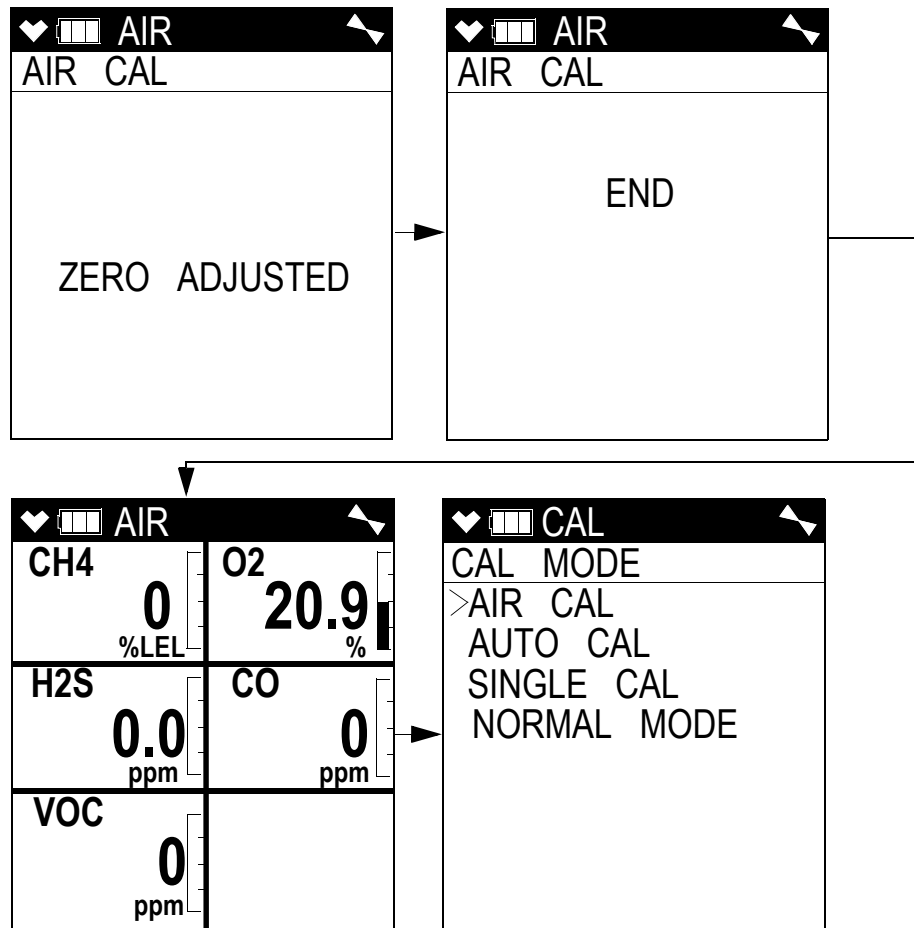 AIR
AIR CAL
ZERO ADJUSTED
AIR
AIR CAL
END
AIR
CH4
0
%LEL
O2
20.9
%
H2S
0.0
ppm
CO
0
ppm
VOC
0
ppm
CAL
CAL MODE
>AIR CAL
AUTO CAL
SINGLE CAL
NORMAL MODE